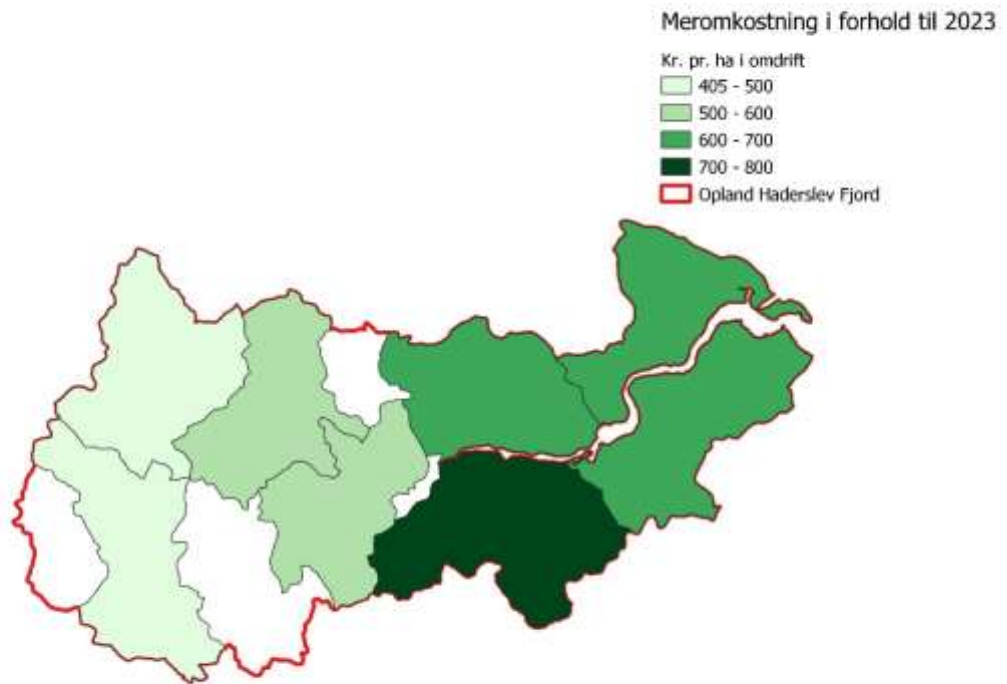 Meromkostning i forhold til 2023
Kr. pr. ha i omdrift
405 - 500
500 - 600
600 - 700
700 - 800
Opland Haderslev Fjord